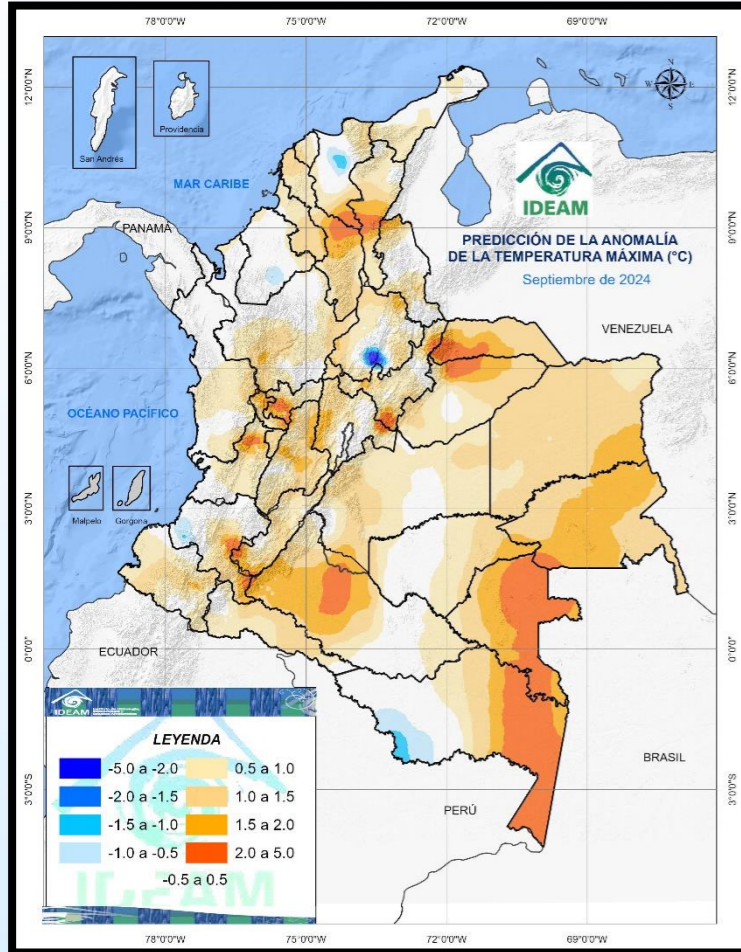 78°0'0"W 75°0'0"W 72°0'0"W 69°0'0"W
12°0'0"N
12°0'0"N
San Andrés
Providencia
N
W E
S
MAR CARIBE
IDEAM
9°0'0"N
9°0'0"N
PANAMA
PREDICCIÓN DE LA ANOMALÍA
DE LA TEMPERATURA MÁXIMA (°C)
Septiembre de 2024
VENEZUELA
6°0'0"N
6°0'0"N
OCÉANO PACÍFICO
Malpelo
Gorgona
3°0'0"N
3°0'0"N
ECUADOR
0°0'0"
0°0'0"
IDEAM
LEYENDA
-5.0 a -2.0 0.5 a 1.0
-2.0 a -1.5 1.0 a 1.5
-1.5 a -1.0 1.5 a 2.0
-1.0 a -0.5 2.0 a 5.0
-0.5 a 0.5
IDEAM
BRASIL
PERÚ
3°0'0"S
3°0'0"S
78°0'0"W 75°0'0"W 72°0'0"W 69°0'0"W